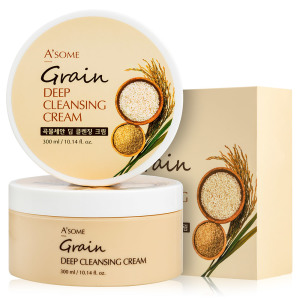 A'SOME
Grain
DEEP
CLEANSING
CREAM
곡물세안 딥 클렌징 크림
300 ml / 10.14 fl. oz.
A'SOME
Grain
DEEP CLEANSING CREAM
300 ml / 10.14 fl. oz.